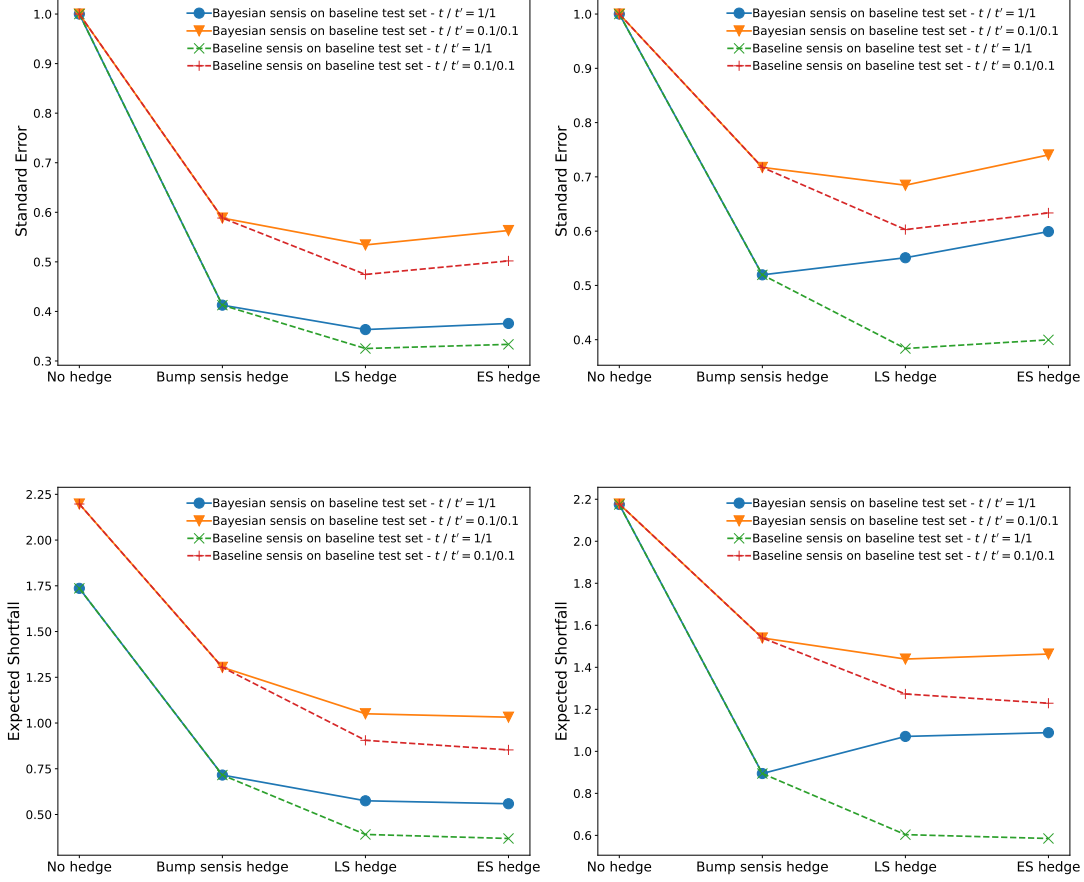 Bayesian sensis on baseline test set - t / t′ = 1/1
Bayesian sensis on baseline test set - t / t′ = 0.1/0.1
Baseline sensis on baseline test set - t / t′ = 1/1
Baseline sensis on baseline test set - t / t′ = 0.1/0.1
Standard Error
1.0
0.9
0.8
0.7
0.6
0.5
0.4
0.3
No hedge
Bump sensis hedge
LS hedge
ES hedge
Bayesian sensis on baseline test set - t / t′ = 1/1
Bayesian sensis on baseline test set - t / t′ = 0.1/0.1
Baseline sensis on baseline test set - t / t′ = 1/1
Baseline sensis on baseline test set - t / t′ = 0.1/0.1
Standard Error
1.0
0.9
0.8
0.7
0.6
0.5
0.4
No hedge
Bump sensis hedge
LS hedge
ES hedge
Bayesian sensis on baseline test set - t / t′ = 1/1
Bayesian sensis on baseline test set - t / t′ = 0.1/0.1
Baseline sensis on baseline test set - t / t′ = 1/1
Baseline sensis on baseline test set - t / t′ = 0.1/0.1
Expected Shortfall
2.25
2.00
1.75
1.50
1.25
1.00
0.75
0.50
No hedge
Bump sensis hedge
LS hedge
ES hedge
Bayesian sensis on baseline test set - t / t′ = 1/1
Bayesian sensis on baseline test set - t / t′ = 0.1/0.1
Baseline sensis on baseline test set - t / t′ = 1/1
Baseline sensis on baseline test set - t / t′ = 0.1/0.1
Expected Shortfall
2.2
2.0
1.8
1.6
1.4
1.2
1.0
0.8
0.6
No hedge
Bump sensis hedge
LS hedge
ES hedge